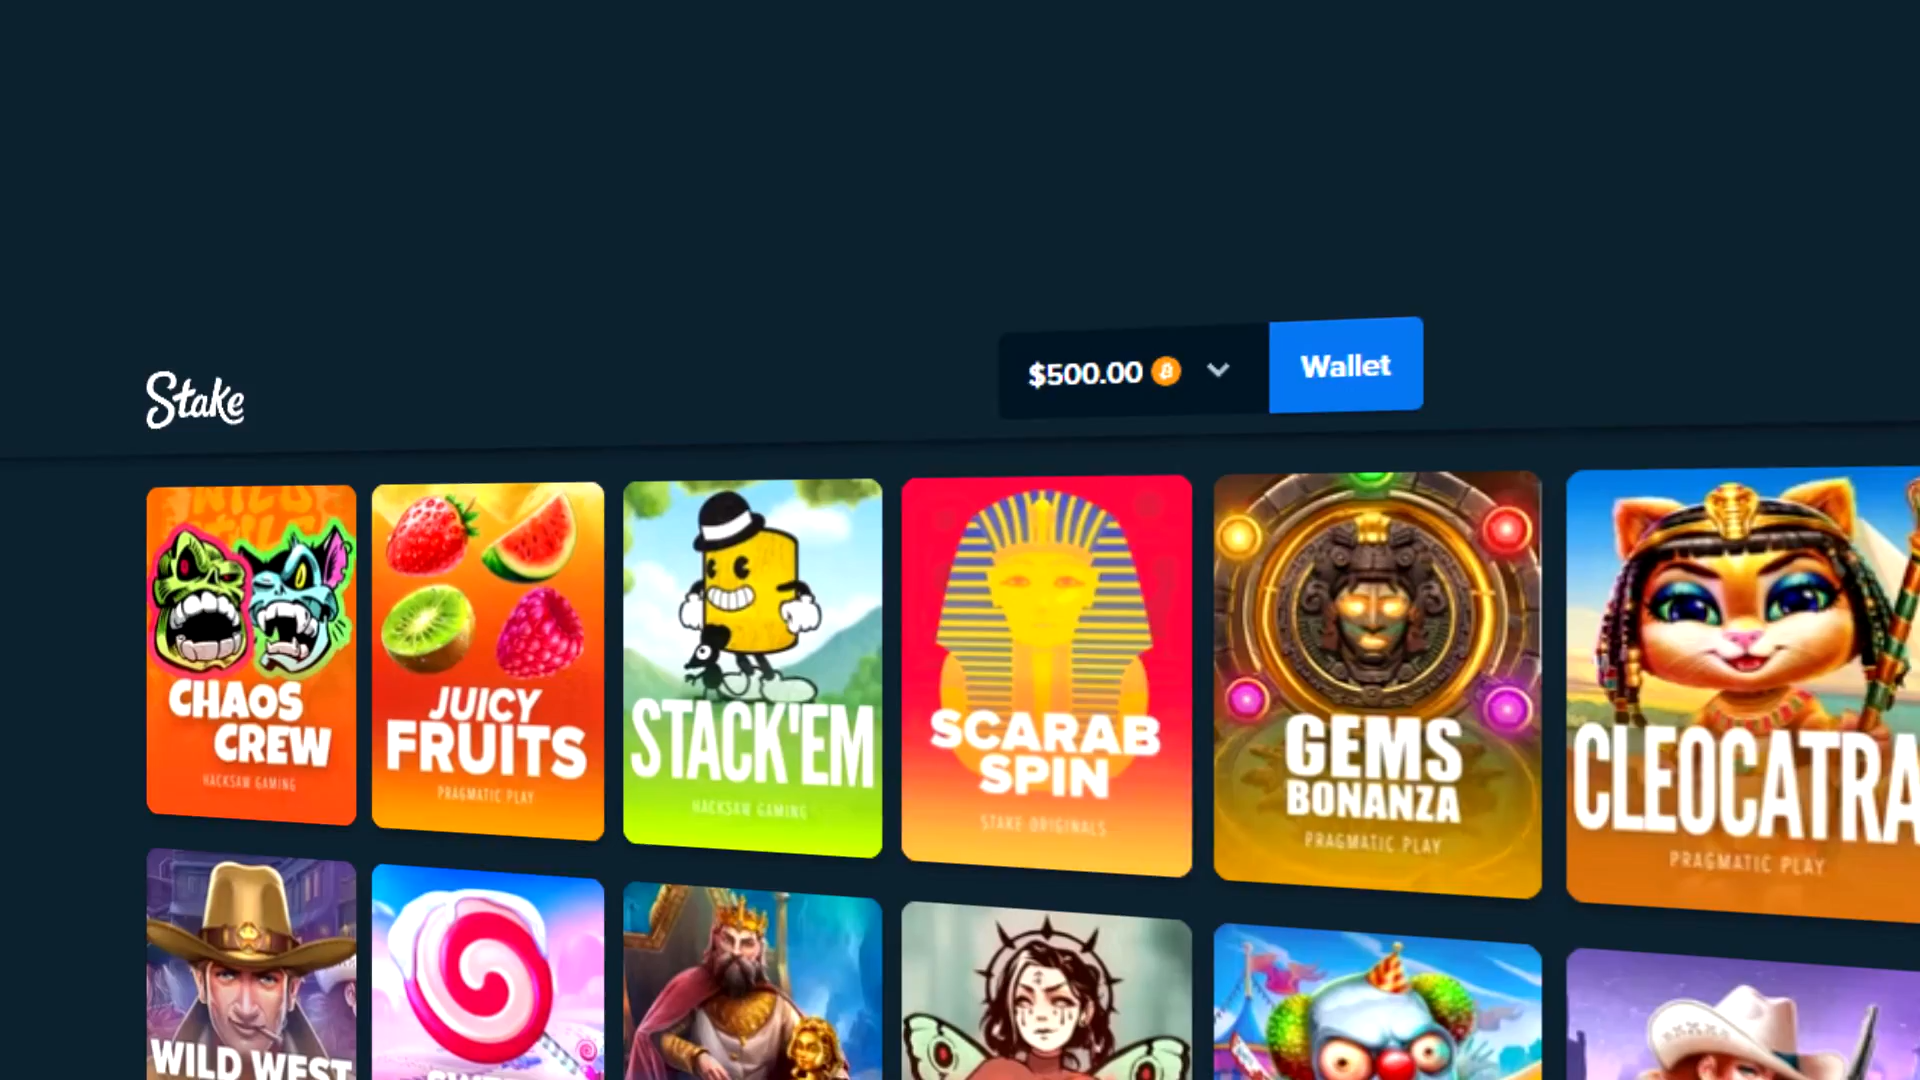 Stake
$500.00
Wallet
CHAOS
CREW
HACKSAW GAMING
JUICY
FRUITS
PRAGMATIC PLAY
STACK'EM
HACKSAW GAMING
SCARAB
SPIN
STAKE ORIGINALS
GEMS
BONANZA
PRAGMATIC PLAY
CLEOCATRA
PRAGMATIC PLAY
WILD WEST